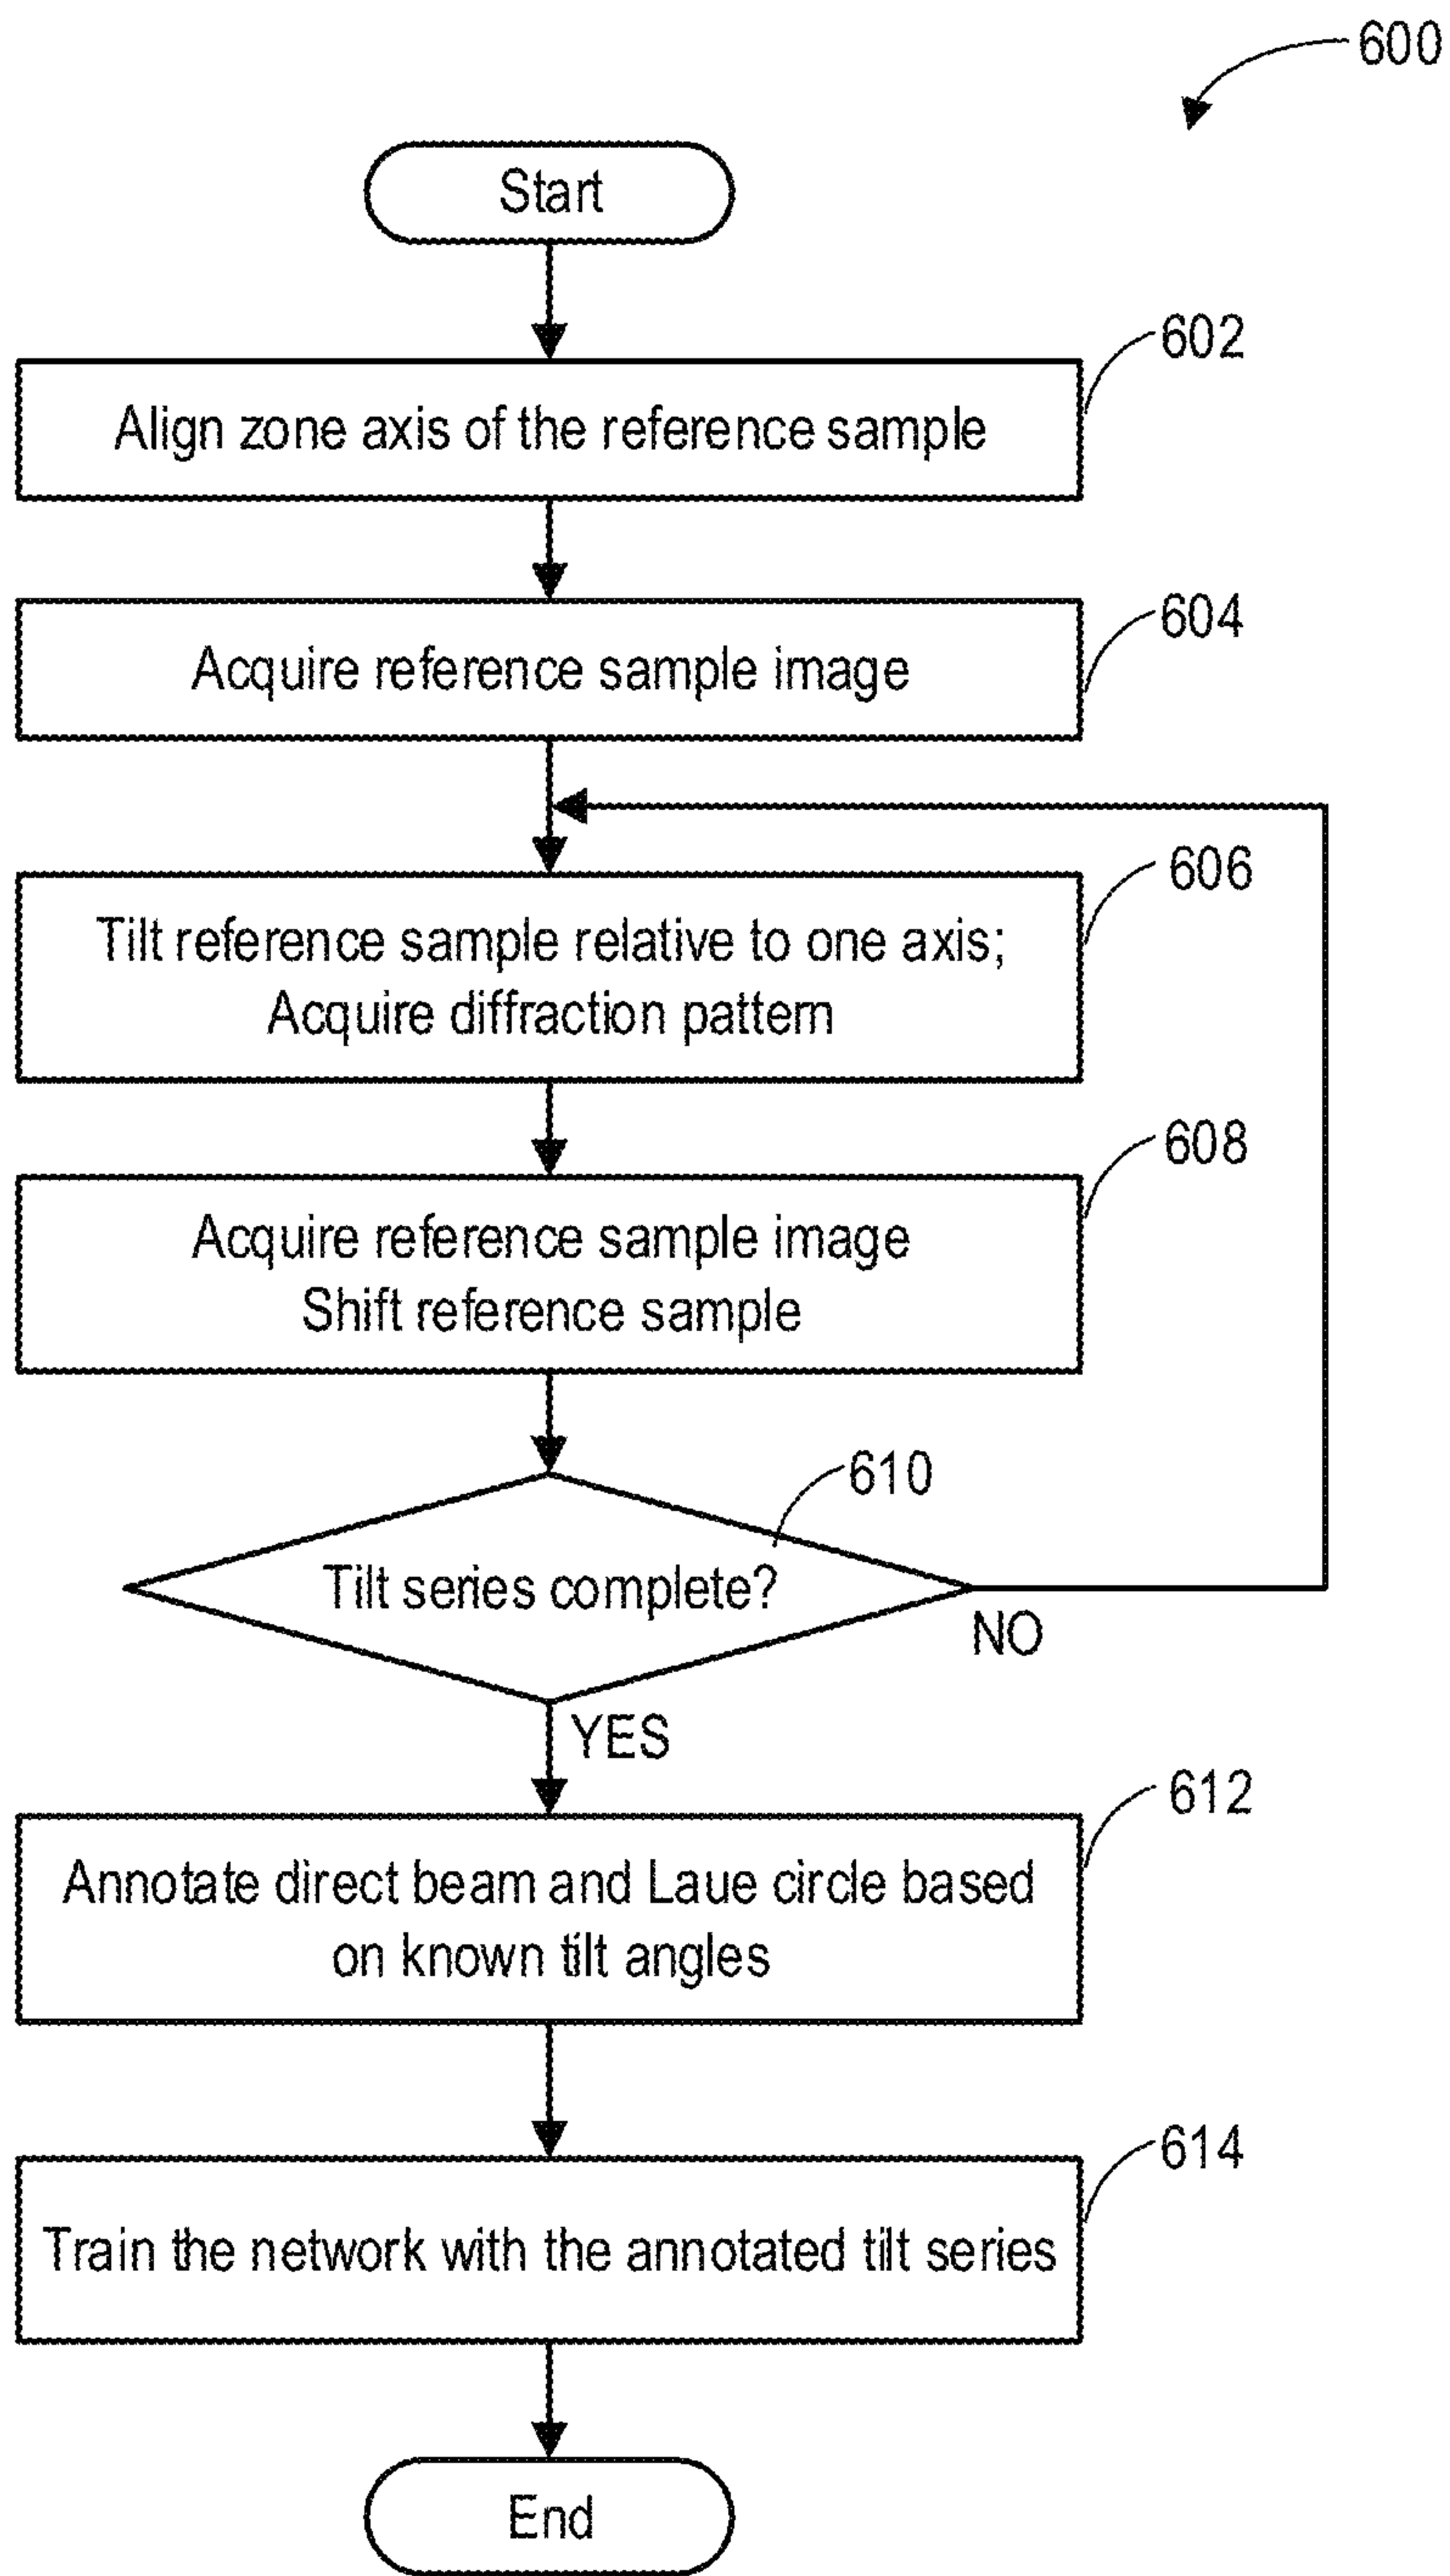 600
Start
602
Align zone axis of the reference sample
604
Acquire reference sample image
606
Tilt reference sample relative to one axis;
Acquire diffraction pattern
608
Acquire reference sample image
Shift reference sample
610
Tilt series complete?
NO
YES
612
Annotate direct beam and Laue circle based
on known tilt angles
614
Train the network with the annotated tilt series
End